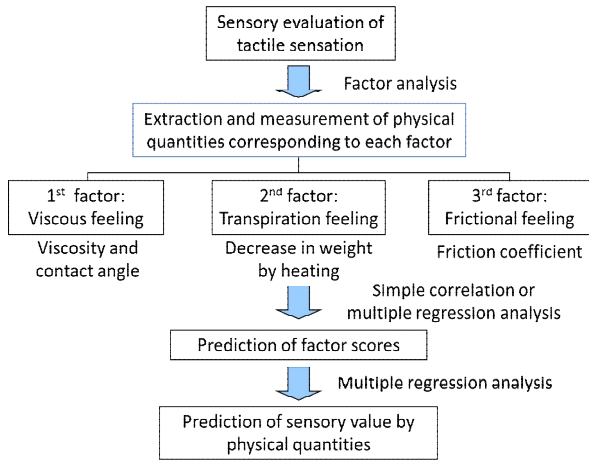 Sensory evaluation of
tactile sensation
Factor analysis
Extraction and measurement of physical
quantities corresponding to each factor
1st factor:
Viscous feeling
2nd factor:
Transpiration feeling
3rd factor:
Frictional feeling
Viscosity and
contact angle
Decrease in weight
by heating
Friction coefficient
Simple correlation or
multiple regression analysis
Prediction of factor scores
Multiple regression analysis
Prediction of sensory value by
physical quantities